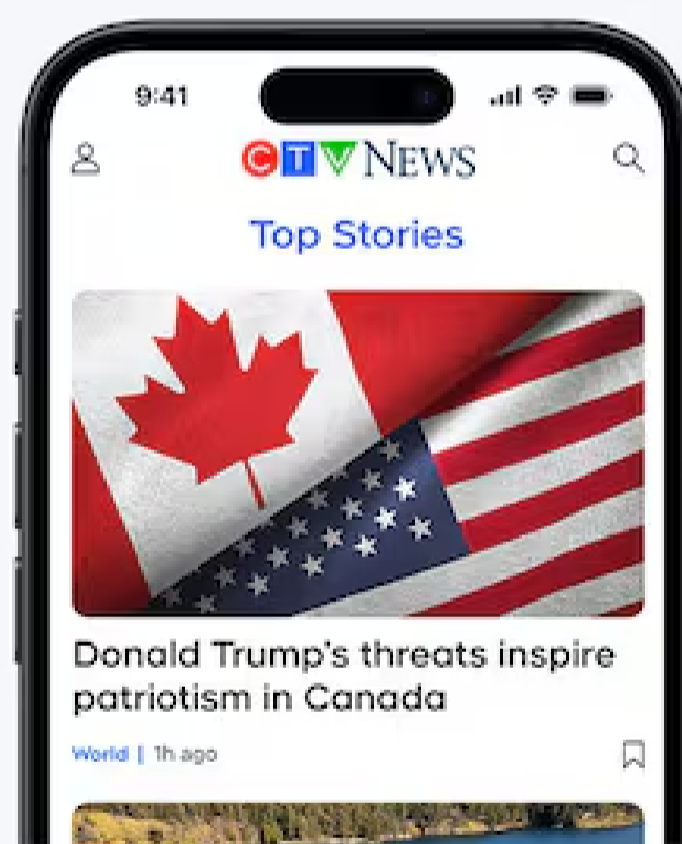 9:41
CTV NEWS
Top Stories
Donald Trump's threats inspire
patriotism in Canada
World | 1h ago